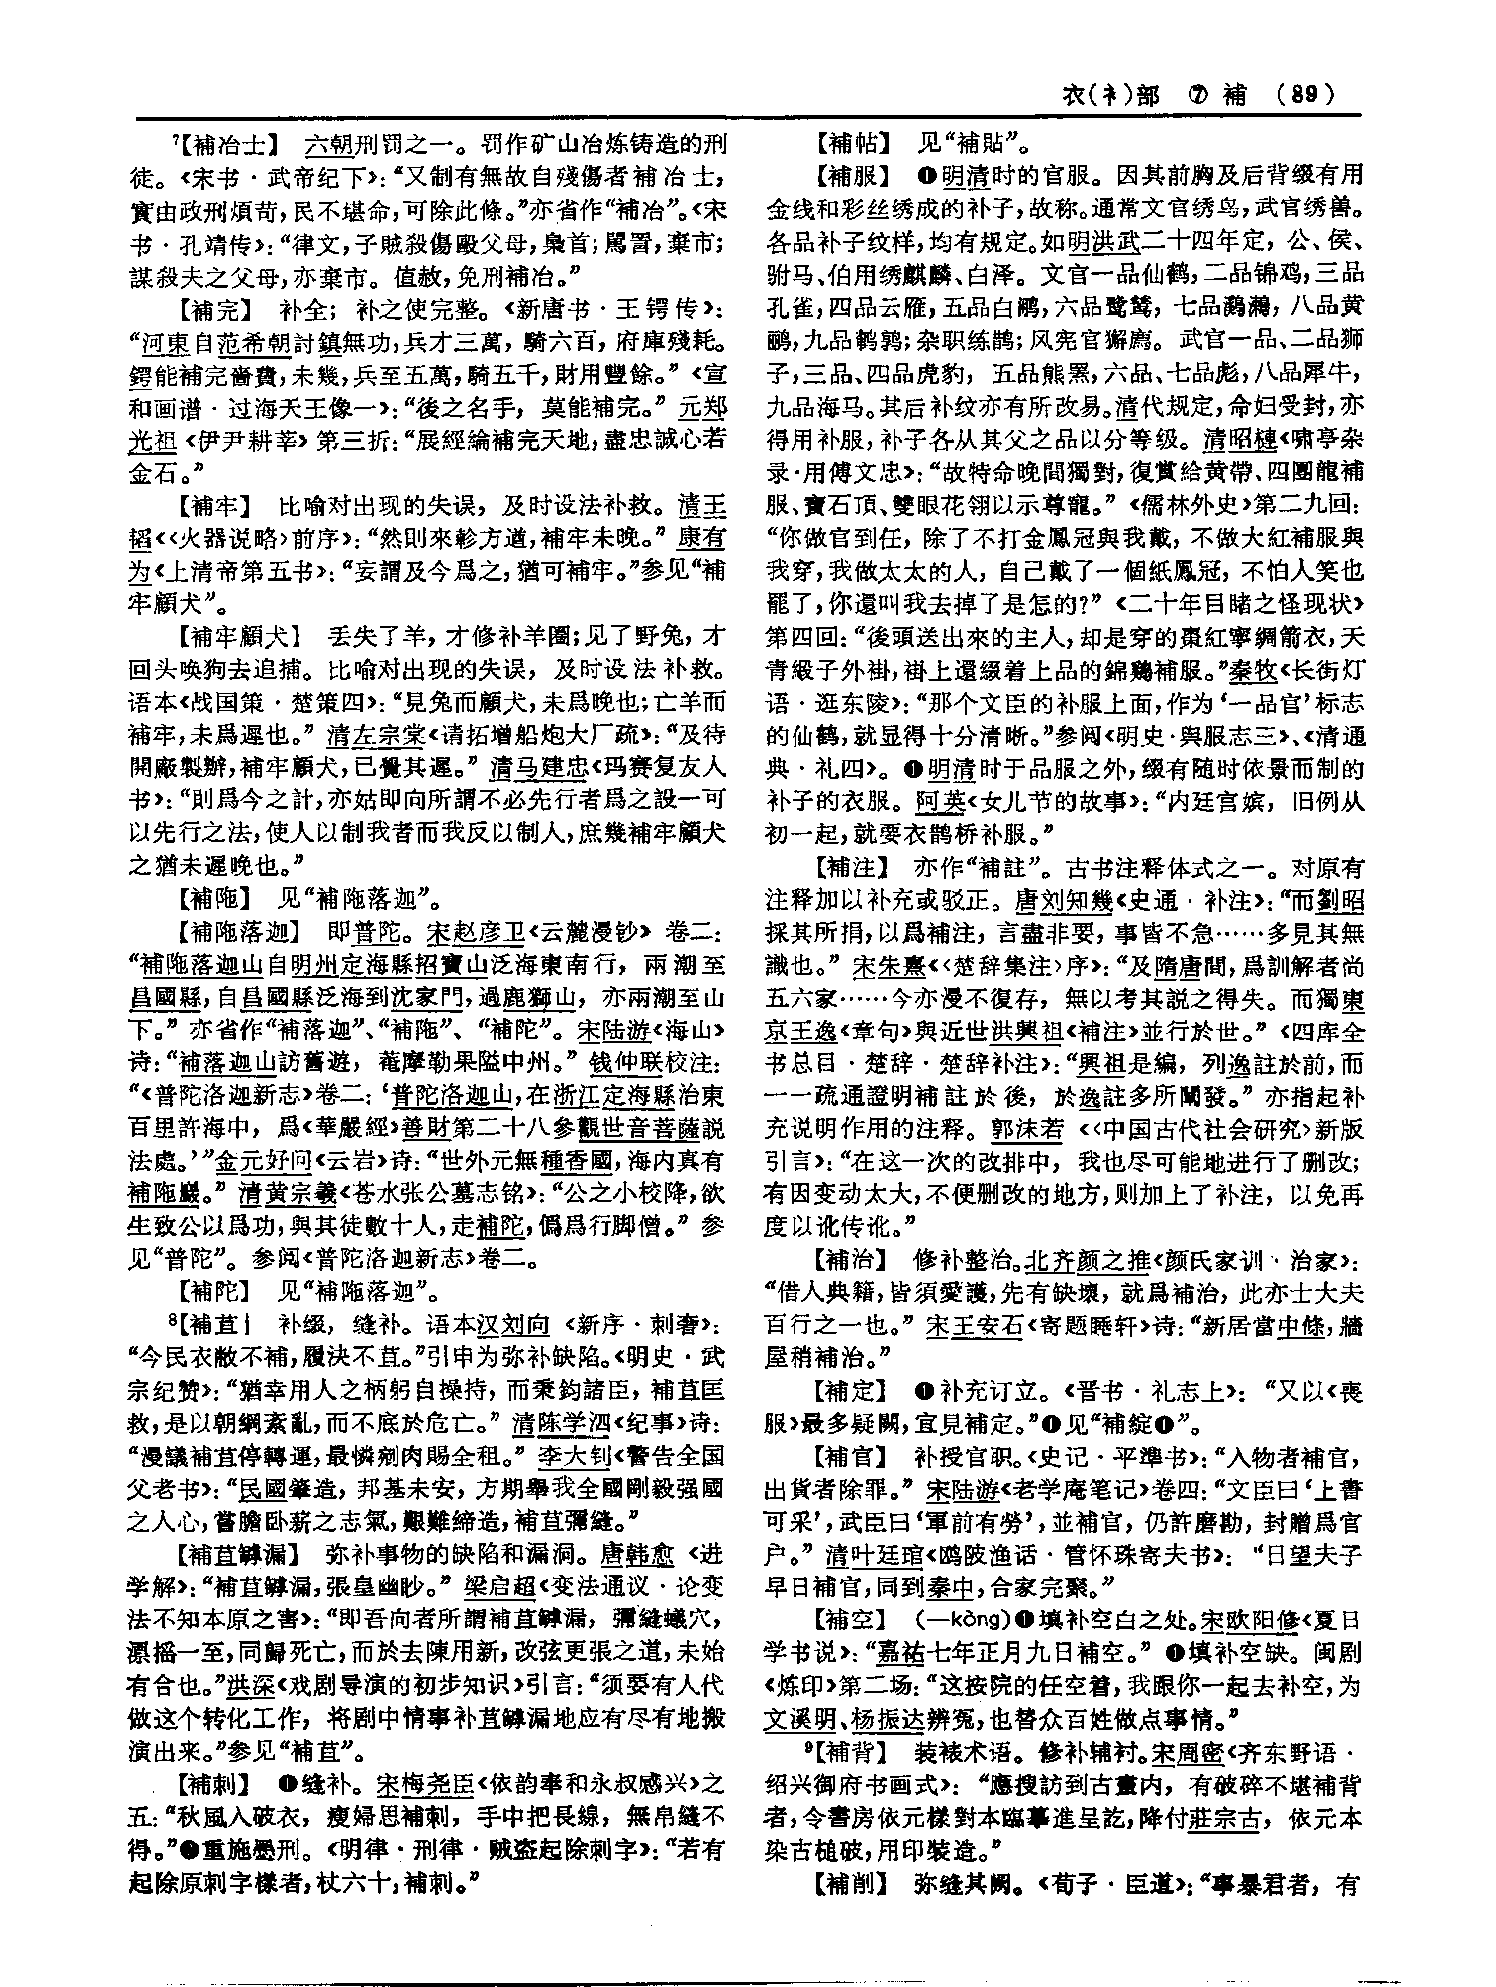 衣(衤)部 ⑦ 補 (89)
⁷【補冶士】 六朝刑罚之一。罚作矿山冶炼铸造的刑
徒。《宋书·武帝纪下》：“又制有無故自殘傷者補冶士，
實由政刑煩苛，民不堪命，可除此條。”亦省作“補冶”。《宋
书·孔靖传》：“律文，子賊殺傷毆父母，梟首；罵詈，棄市；
謀殺夫之父母，亦棄市。值赦，免刑補冶。”
【補完】 补全；补之使完整。《新唐书·王锷传》：
“河東自范希朝討鎮無功，兵才三萬，騎六百，府庫殘耗。
鍔能補完嗇費，未幾，兵至五萬，騎五千，財用豐餘。”《宣
和画谱·过海天王像一》：“後之名手，莫能補完。” 元郑
光祖《伊尹耕莘》第三折：“展經綸補完天地，盡忠誠心若
金石。”
【補牢】 比喻对出现的失误，及时设法补救。清王
韬《〈火器说略〉前序》：“然則來軫方遒，補牢未晚。” 康有
为《上清帝第五书》：“妄謂及今爲之，猶可補牢。”参见“補
牢顧犬”。
【補牢顧犬】 丢失了羊，才修补羊圈；见了野兔，才
回头唤狗去追捕。比喻对出现的失误，及时设法补救。
语本《战国策·楚策四》：“見兔而顧犬，未爲晚也；亡羊而
補牢，未爲遲也。” 清左宗棠《请拓增船炮大厂疏》：“及待
開廠製辦，補牢顧犬，已覺其遲。” 清马建忠《玛赛复友人
书》：“則爲今之計，亦姑即向所謂不必先行者爲之設一可
以先行之法，使人以制我者而我反以制人，庶幾補牢顧犬
之猶未遲晚也。”
【補陁】 见“補陁落迦”。
【補陁落迦】 即普陀。宋赵彦卫《云麓漫钞》卷二：
“補陁落迦山自明州定海縣招寶山泛海東南行，兩潮至
昌國縣，自昌國縣泛海到沈家門，過鹿獅山，亦兩潮至山
下。” 亦省作“補落迦”、“補陁”、“補陀”。宋陆游《海山》
诗：“補落迦山訪舊遊，菴摩勒果隘中州。” 钱仲联校注：
“《普陀洛迦新志》卷二：‘普陀洛迦山，在浙江定海縣治東
百里許海中，爲《華嚴經》善財第二十八參觀世音菩薩説
法處。’”金元好问《云岩》诗：“世外元無種香國，海内真有
補陁巖。” 清黄宗羲《苍水张公墓志铭》：“公之小校降，欲
生致公以爲功，與其徒數十人，走補陀，僞爲行脚僧。” 参
见“普陀”。参阅《普陀洛迦新志》卷二。
【補陀】 见“補陁落迦”。
⁸【補苴】 补缀，缝补。语本汉刘向《新序·刺奢》：
“今民衣敝不補，履決不苴。”引申为弥补缺陷。《明史·武
宗纪赞》：“猶幸用人之柄躬自操持，而秉鈞諸臣，補苴匡
救，是以朝綱紊亂，而不底於危亡。” 清陈学泗《纪事》诗：
“漫議補苴停轉運，最憐剜肉賜全租。” 李大钊《警告全国
父老书》：“民國肇造，邦基未安，方期舉我全國剛毅强國
之人心，嘗膽卧薪之志氣，艱難締造，補苴彌縫。”
【補苴罅漏】 弥补事物的缺陷和漏洞。唐韩愈《进
学解》：“補苴罅漏，張皇幽眇。” 梁启超《变法通议·论变
法不知本原之害》：“即吾向者所謂補苴罅漏，彌縫蟻穴，
漂摇一至，同歸死亡，而於去陳用新，改弦更張之道，未始
有合也。”洪深《戏剧导演的初步知识》引言：“须要有人代
做这个转化工作，将剧中情事补苴罅漏地应有尽有地搬
演出来。”参见“補苴”。
【補刺】 ❶缝补。宋梅尧臣《依韵奉和永叔感兴》之
五：“秋風入破衣，瘦婦思補刺，手中把長線，無帛縫不
得。”❷重施墨刑。《明律·刑律·贼盗起除刺字》：“若有
起除原刺字樣者，杖六十，補刺。”
【補帖】 见“補貼”。
【補服】 ❶明清时的官服。因其前胸及后背缀有用
金线和彩丝绣成的补子，故称。通常文官绣鸟，武官绣兽。
各品补子纹样，均有规定。如明洪武二十四年定，公、侯、
驸马、伯用绣麒麟、白泽。文官一品仙鹤，二品锦鸡，三品
孔雀，四品云雁，五品白鹇，六品鹭鸶，七品鸂鶒，八品黄
鹂，九品鹌鹑；杂职练鹊；风宪官獬廌。武官一品、二品狮
子，三品、四品虎豹，五品熊罴，六品、七品彪，八品犀牛，
九品海马。其后补纹亦有所改易。清代规定，命妇受封，亦
得用补服，补子各从其父之品以分等级。清昭梿《啸亭杂
录·用傅文忠》：“故特命晚間獨對，復賞給黄帶、四團龍補
服、寶石頂、雙眼花翎以示尊寵。”《儒林外史》第二九回：
“你做官到任，除了不打金鳳冠與我戴，不做大紅補服與
我穿，我做太太的人，自己戴了一個紙鳳冠，不怕人笑也
罷了，你還叫我去掉了是怎的？”《二十年目睹之怪现状》
第四回：“後頭送出來的主人，却是穿的棗紅寧綢箭衣，天
青緞子外褂，褂上還綴着上品的錦鷄補服。”秦牧《长街灯
语·逛东陵》：“那个文臣的补服上面，作为‘一品官’标志
的仙鹤，就显得十分清晰。”参阅《明史·舆服志三》、《清通
典·礼四》。❷明清时于品服之外，缀有随时依景而制的
补子的衣服。阿英《女儿节的故事》：“内廷宫嫔，旧例从
初一起，就要衣鹊桥补服。”
【補注】 亦作“補註”。古书注释体式之一。对原有
注释加以补充或驳正。唐刘知幾《史通·补注》：“而劉昭
採其所捐，以爲補注，言盡非要，事皆不急……多見其無
識也。” 宋朱熹《〈楚辞集注〉序》：“及隋唐間，爲訓解者尚
五六家……今亦漫不復存，無以考其説之得失。而獨東
京王逸《章句》與近世洪興祖《補注》並行於世。”《四库全
书总目·楚辞·楚辞补注》：“興祖是編，列逸註於前，而
一一疏通證明補註於後，於逸註多所闡發。” 亦指起补
充说明作用的注释。郭沫若《〈中国古代社会研究〉新版
引言》：“在这一次的改排中，我也尽可能地进行了删改；
有因变动太大，不便删改的地方，则加上了补注，以免再
度以讹传讹。”
【補治】 修补整治。北齐颜之推《颜氏家训·治家》：
“借人典籍，皆須愛護，先有缺壞，就爲補治，此亦士大夫
百行之一也。” 宋王安石《寄题睡轩》诗：“新居當中條，牆
屋稍補治。”
【補定】 ❶补充订立。《晋书·礼志上》：“又以《喪
服》最多疑闕，宜見補定。”❷见“補綻❶”。
【補官】 补授官职。《史记·平準书》：“入物者補官，
出貨者除罪。” 宋陆游《老学庵笔记》卷四：“文臣曰‘上書
可采’，武臣曰‘軍前有勞’，並補官，仍許磨勘，封贈爲官
户。” 清叶廷琯《鸥陂渔话·管怀珠寄夫书》：“日望夫子
早日補官，同到秦中，合家完聚。”
【補空】 （—kòng）❶填补空白之处。宋欧阳修《夏日
学书说》：“嘉祐七年正月九日補空。” ❷填补空缺。闽剧
《炼印》第二场：“这按院的任空着，我跟你一起去补空，为
文溪明、杨振达辨冤，也替众百姓做点事情。”
⁹【補背】 装裱术语。修补辅衬。宋周密《齐东野语·
绍兴御府书画式》：“應搜訪到古畫内，有破碎不堪補背
者，令書房依元樣對本臨摹進呈訖，降付莊宗古，依元本
染古槌破，用印裝造。”
【補削】 弥缝其阙。《荀子·臣道》：“事暴君者，有